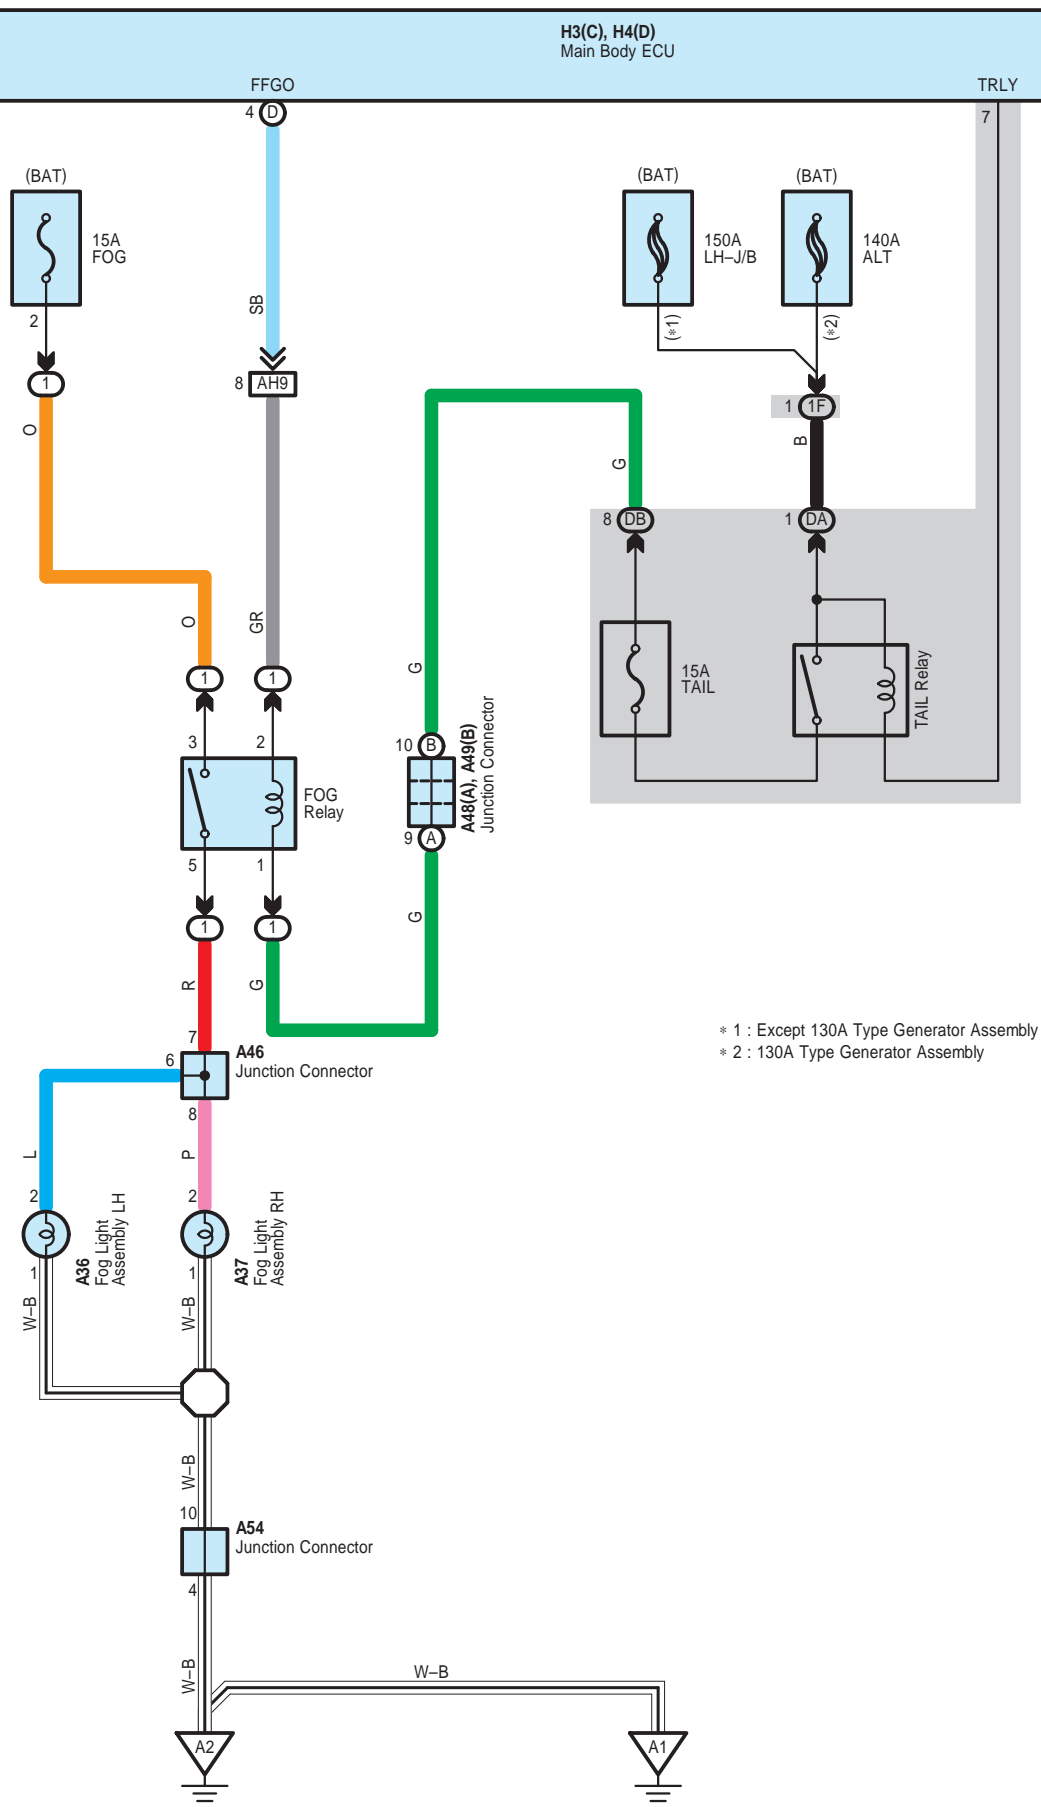 H3(C), H4(D)
Main Body ECU
FFGO
TRLY
4 D
7
(BAT)
(BAT)
(BAT)
15A
FOG
150A
LH–J/B
140A
ALT
SB
2
(∗1)
(∗2)
1
8 AH9
1 1F
O
B
G
8 DB
1 DA
O
GR
G
1
1
15A
TAIL
TAIL Relay
3
2
10 B
A48(A), A49(B)
Junction Connector
FOG
Relay
9 A
5
1
1
1
G
R
G
∗ 1 : Except 130A Type Generator Assembly
∗ 2 : 130A Type Generator Assembly
7
6
A46
Junction Connector
8
L
P
2
2
A36
Fog Light
Assembly LH
A37
Fog Light
Assembly RH
1
1
W–B
W–B
W–B
10
A54
Junction Connector
4
W–B
W–B
A2
A1